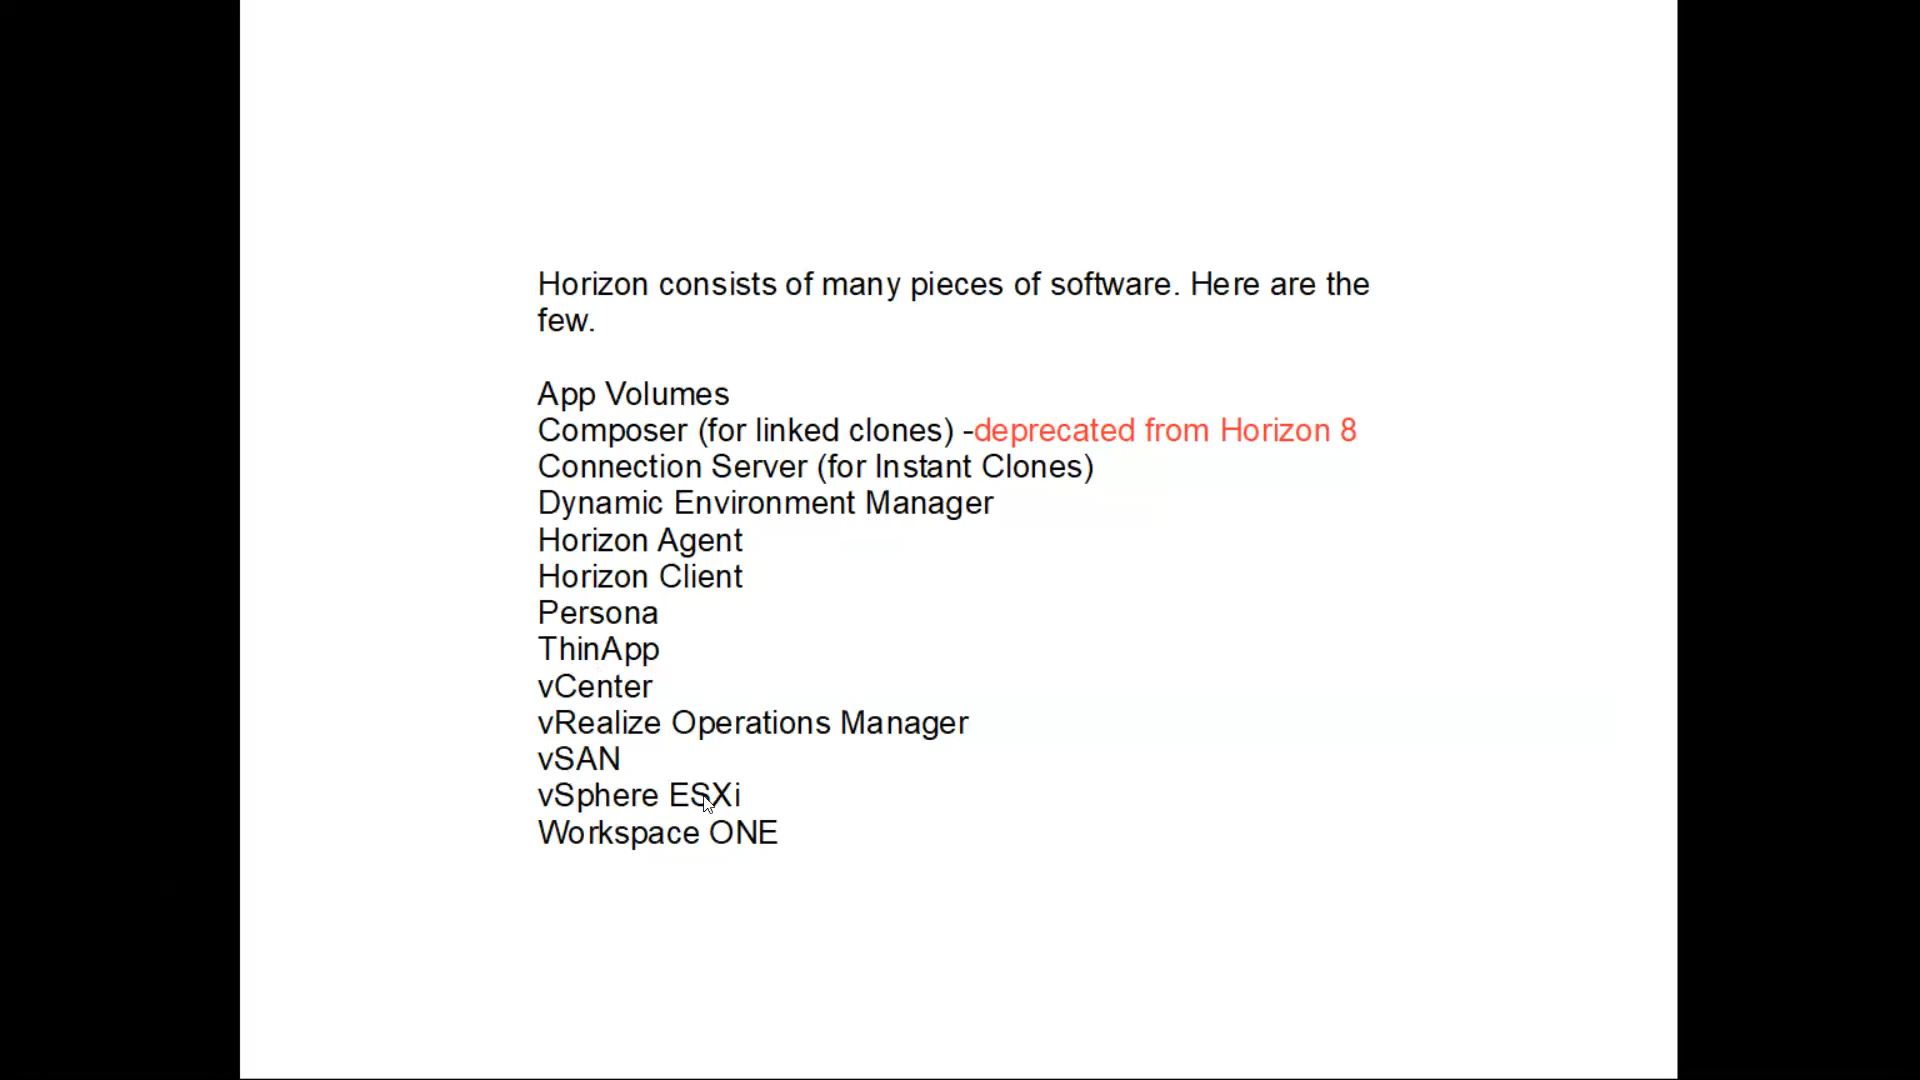 Horizon consists of many pieces of software. Here are the
few.
App Volumes
Composer (for linked clones) -deprecated from Horizon 8
Connection Server (for Instant Clones)
Dynamic Environment Manager
Horizon Agent
Horizon Client
Persona
ThinApp
vCenter
vRealize Operations Manager
vSAN
vSphere ESXi
Workspace ONE